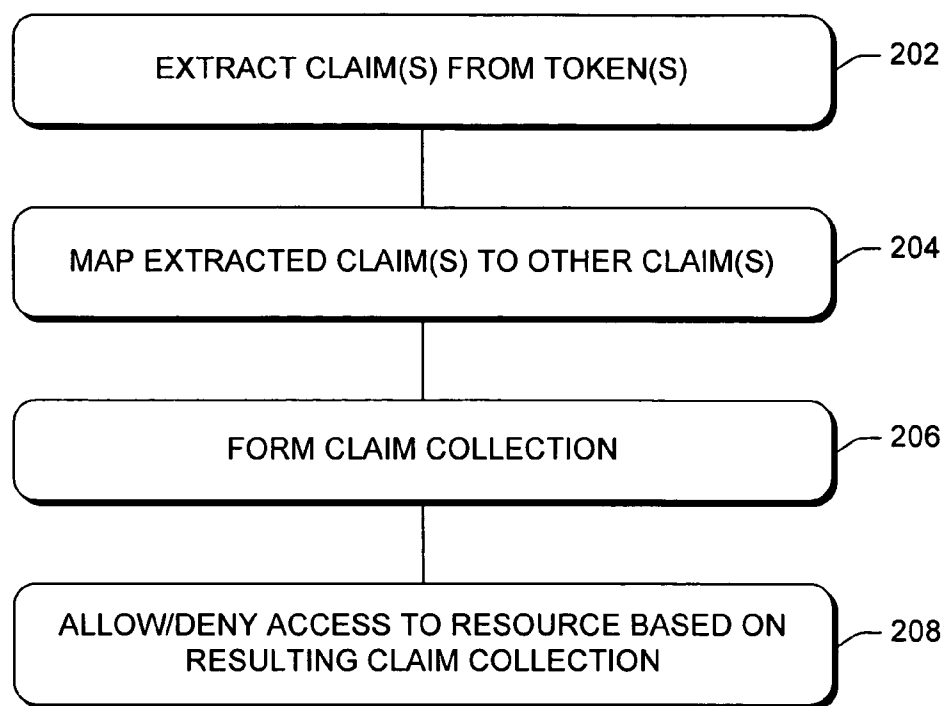 EXTRACT CLAIM(S) FROM TOKEN(S)
202
MAP EXTRACTED CLAIM(S) TO OTHER CLAIM(S)
204
FORM CLAIM COLLECTION
206
ALLOW/DENY ACCESS TO RESOURCE BASED ON
RESULTING CLAIM COLLECTION
208